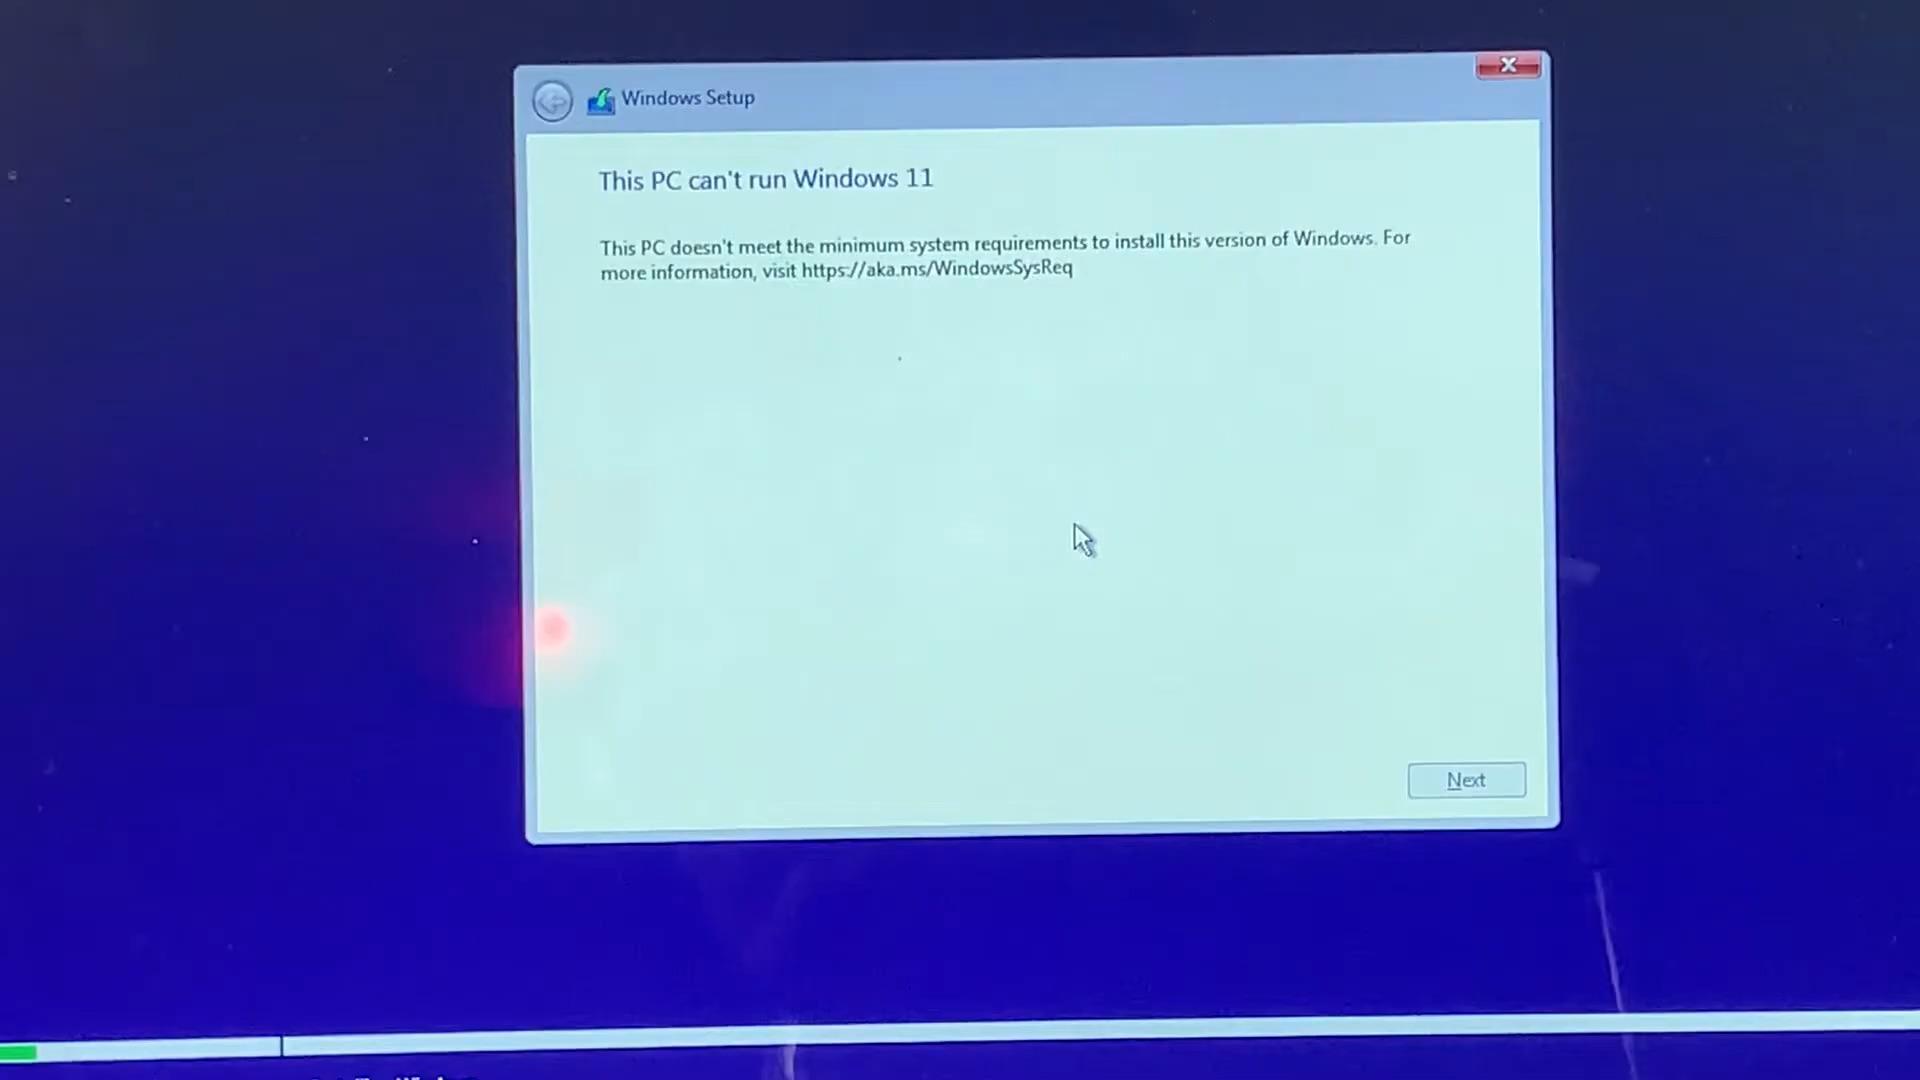 Windows Setup
This PC can't run Windows 11
This PC doesn't meet the minimum system requirements to install this version of Windows. For
more information, visit https://aka.ms/WindowsSysReq
Next